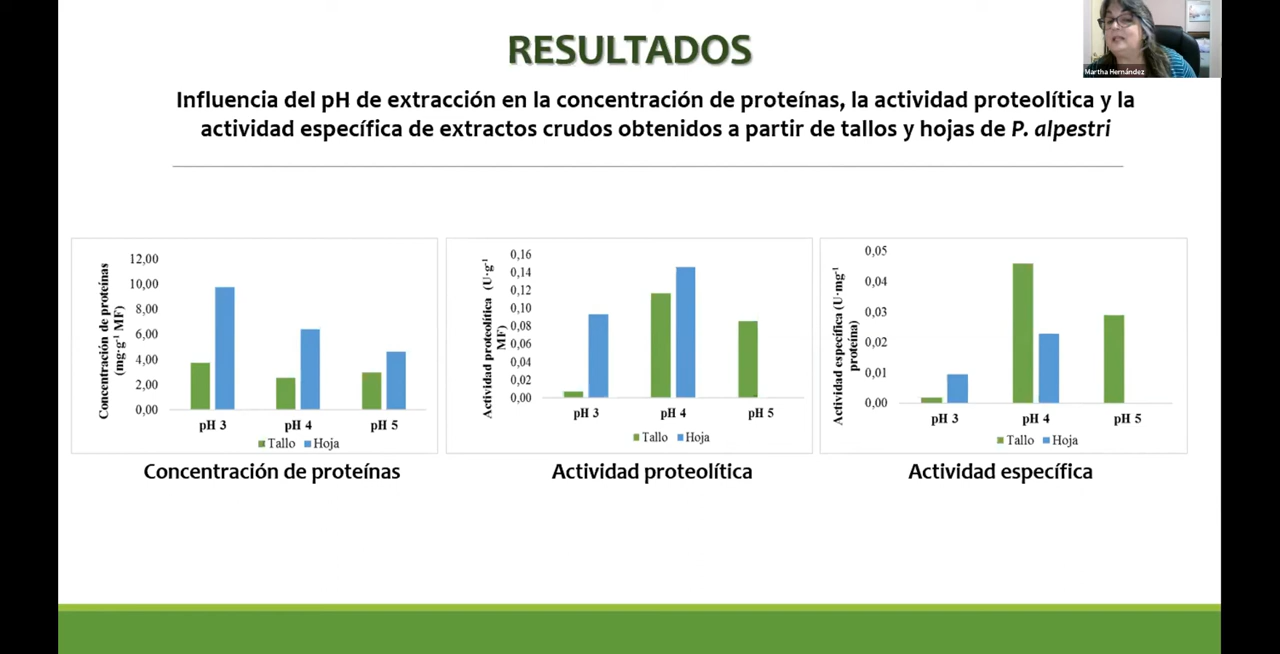 RESULTADOS
Martha Hernández
Influencia del pH de extracción en la concentración de proteínas, la actividad proteolítica y la
actividad específica de extractos crudos obtenidos a partir de tallos y hojas de P. alpestri
Concentración de proteínas
(mg·g-1 MF)
12,00
10,00
8,00
6,00
4,00
2,00
0,00
pH 3 pH 4 pH 5
Tallo Hoja
Concentración de proteínas
Actividad proteolítica (U·g-1
MF)
0,16
0,14
0,12
0,10
0,08
0,06
0,04
0,02
0,00
pH 3 pH 4 pH 5
Tallo Hoja
Actividad proteolítica
Actividad específica (U·mg-1
proteína)
0,05
0,04
0,03
0,02
0,01
0,00
pH 3 pH 4 pH 5
Tallo Hoja
Actividad específica